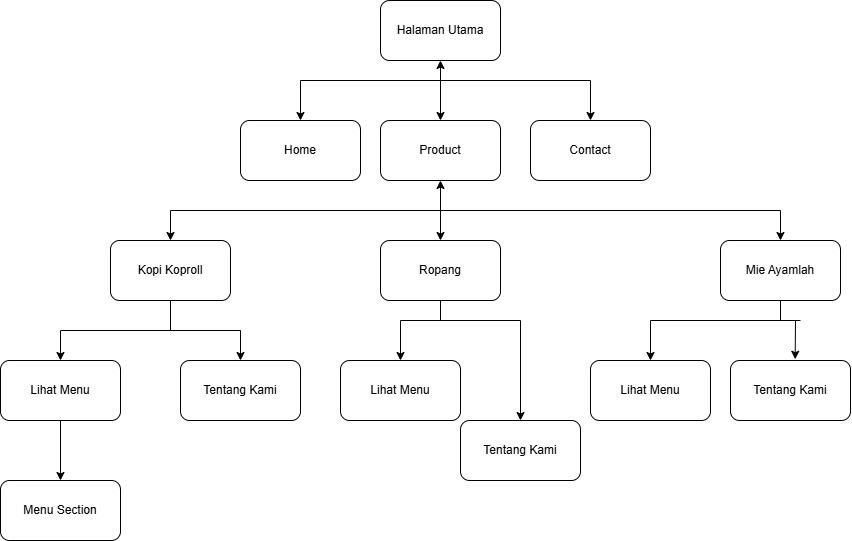 Halaman Utama
Home
Product
Contact
Kopi Koproll
Ropang
Mie Ayamlah
Lihat Menu
Tentang Kami
Lihat Menu
Lihat Menu
Tentang Kami
Tentang Kami
Menu Section